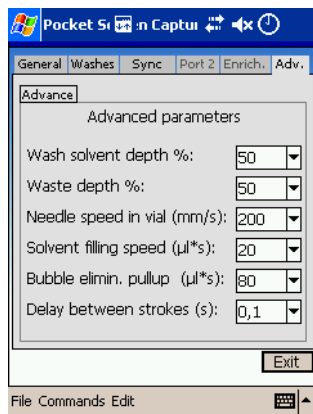 Pocket S :n Captur
General Washes Sync Port 2 Enrich. Adv.
Advance
Advanced parameters
Wash solvent depth %: 50
Waste depth %: 50
Needle speed in vial (mm/s): 200
Solvent filling speed (µl*s): 20
Bubble elimin. pullup (µl*s): 80
Delay between strokes (s): 0,1
Exit
File Commands Edit